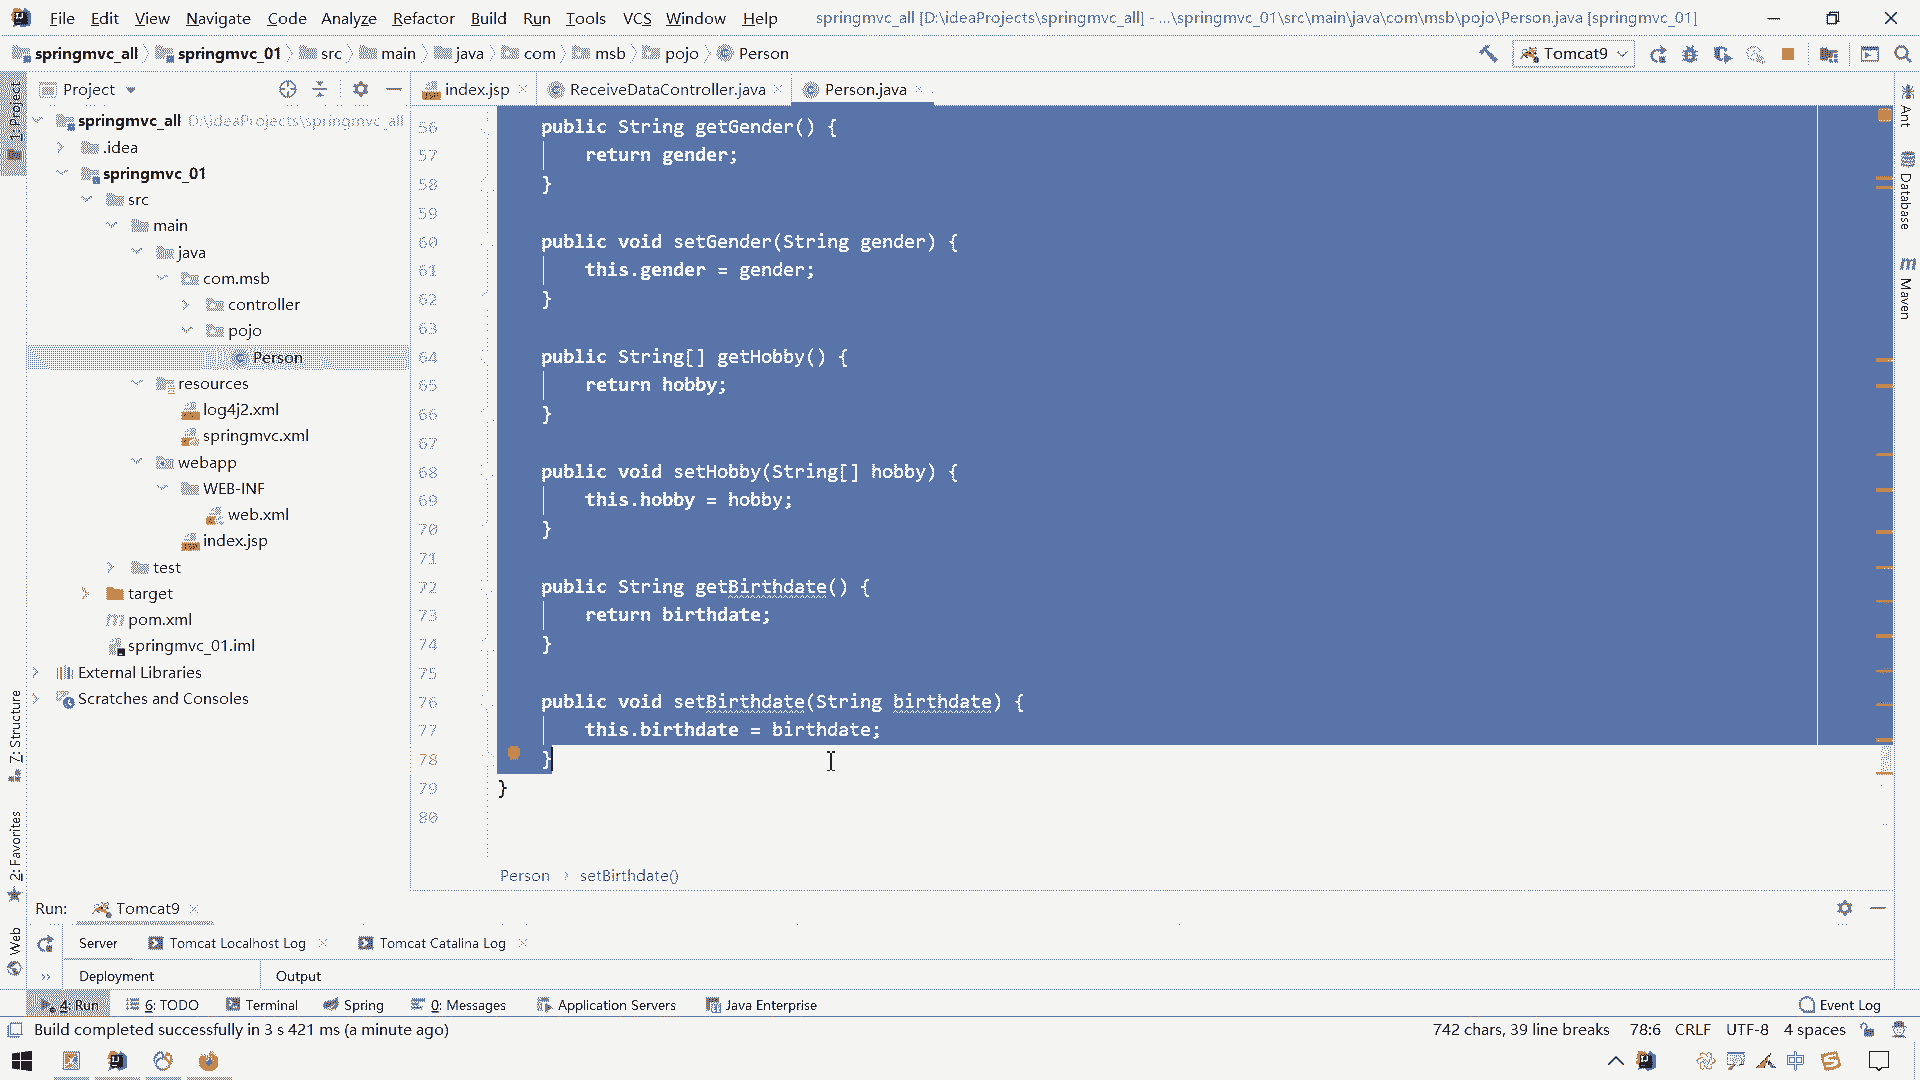 File Edit View Navigate Code Analyze Refactor Build Run Tools VCS Window Help springmvc_all [D:\ideaProjects\springmvc_all] - ...\springmvc_01\src\main\java\com\msb\pojo\Person.java [springmvc_01]
springmvc_all springmvc_01 src main java com msb pojo Person Tomcat9
Project index.jsp ReceiveDataController.java Person.java
springmvc_all D:\ideaProjects\springmvc_all
.idea
springmvc_01
src
main
java
com.msb
controller
pojo
Person
resources
log4j2.xml
springmvc.xml
webapp
WEB-INF
web.xml
index.jsp
test
target
pom.xml
springmvc_01.iml
External Libraries
Scratches and Consoles
1: Project
7: Structure
2: Favorites
Web
56 public String getGender() {
57 return gender;
58 }
59
60 public void setGender(String gender) {
61 this.gender = gender;
62 }
63
64 public String[] getHobby() {
65 return hobby;
66 }
67
68 public void setHobby(String[] hobby) {
69 this.hobby = hobby;
70 }
71
72 public String getBirthdate() {
73 return birthdate;
74 }
75
76 public void setBirthdate(String birthdate) {
77 this.birthdate = birthdate;
78 }
79 }
80
Person › setBirthdate()
Ant
Database
Maven
Run: Tomcat9
Server Tomcat Localhost Log Tomcat Catalina Log
» Deployment Output
4: Run 6: TODO Terminal Spring 0: Messages Application Servers Java Enterprise Event Log
Build completed successfully in 3 s 421 ms (a minute ago) 742 chars, 39 line breaks 78:6 CRLF UTF-8 4 spaces
中